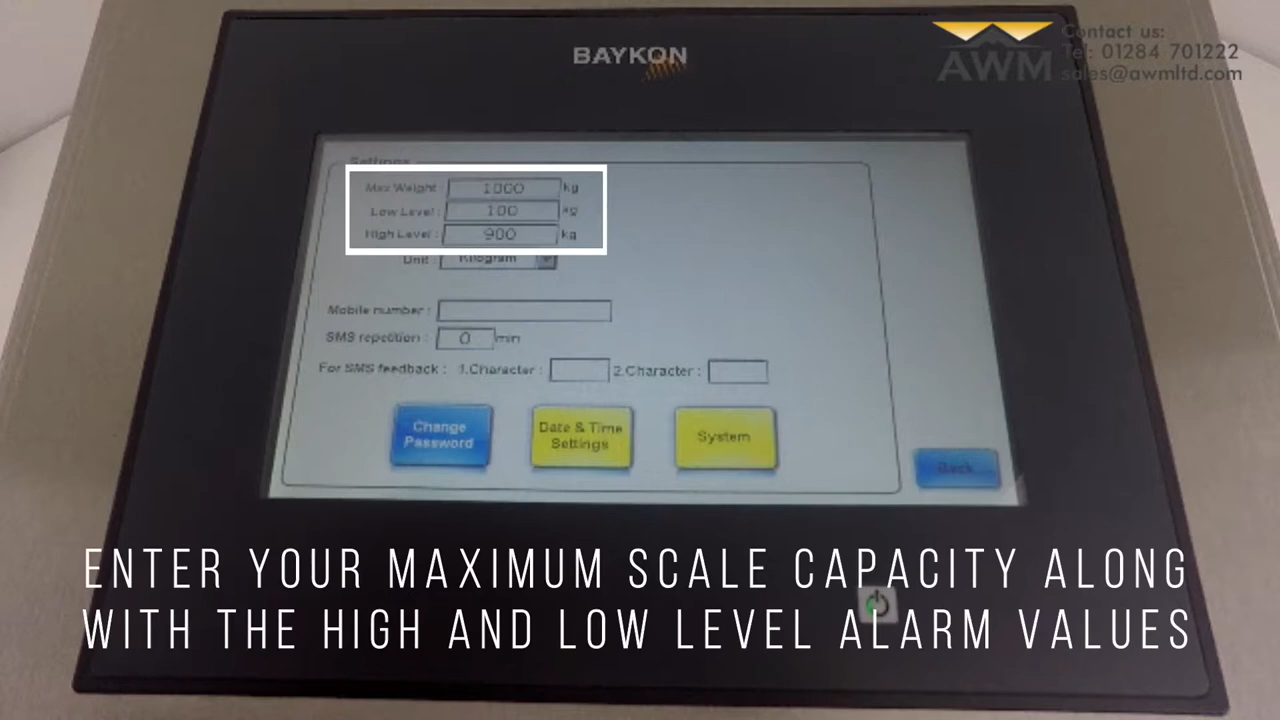 BAYKON
AWM
Contact us:
Tel: 01284 701222
sales@awmltd.com
Settings
Max Weight : 1000 kg
Low Level : 100 kg
High Level : 900 kg
Unit : Kilogram
Mobile number :
SMS repetition : 0 min
For SMS feedback : 1.Character : 2.Character :
Change
Password
Date & Time
Settings
System
Back
ENTER YOUR MAXIMUM SCALE CAPACITY ALONG
WITH THE HIGH AND LOW LEVEL ALARM VALUES